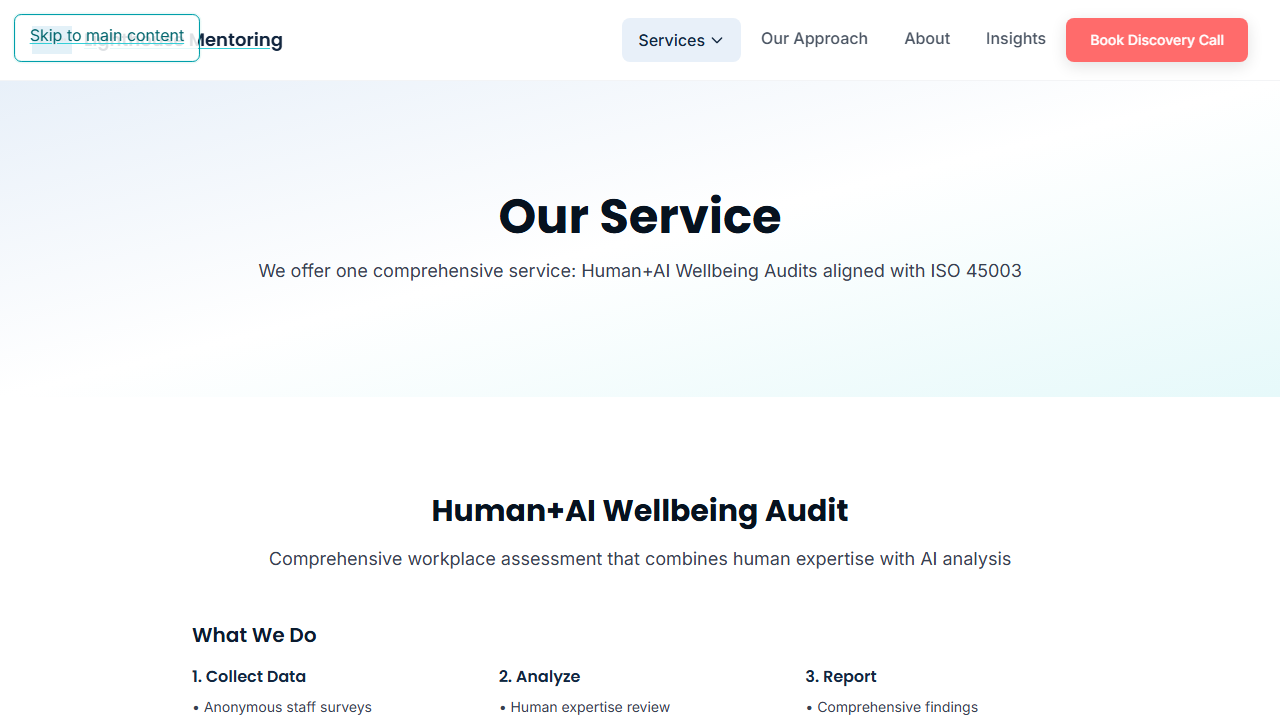 Skip to main content
Mentoring
Services
Our Approach
About
Insights
Book Discovery Call
Our Service
We offer one comprehensive service: Human+AI Wellbeing Audits aligned with ISO 45003
Human+AI Wellbeing Audit
Comprehensive workplace assessment that combines human expertise with AI analysis
What We Do
1. Collect Data
• Anonymous staff surveys
2. Analyze
• Human expertise review
3. Report
• Comprehensive findings